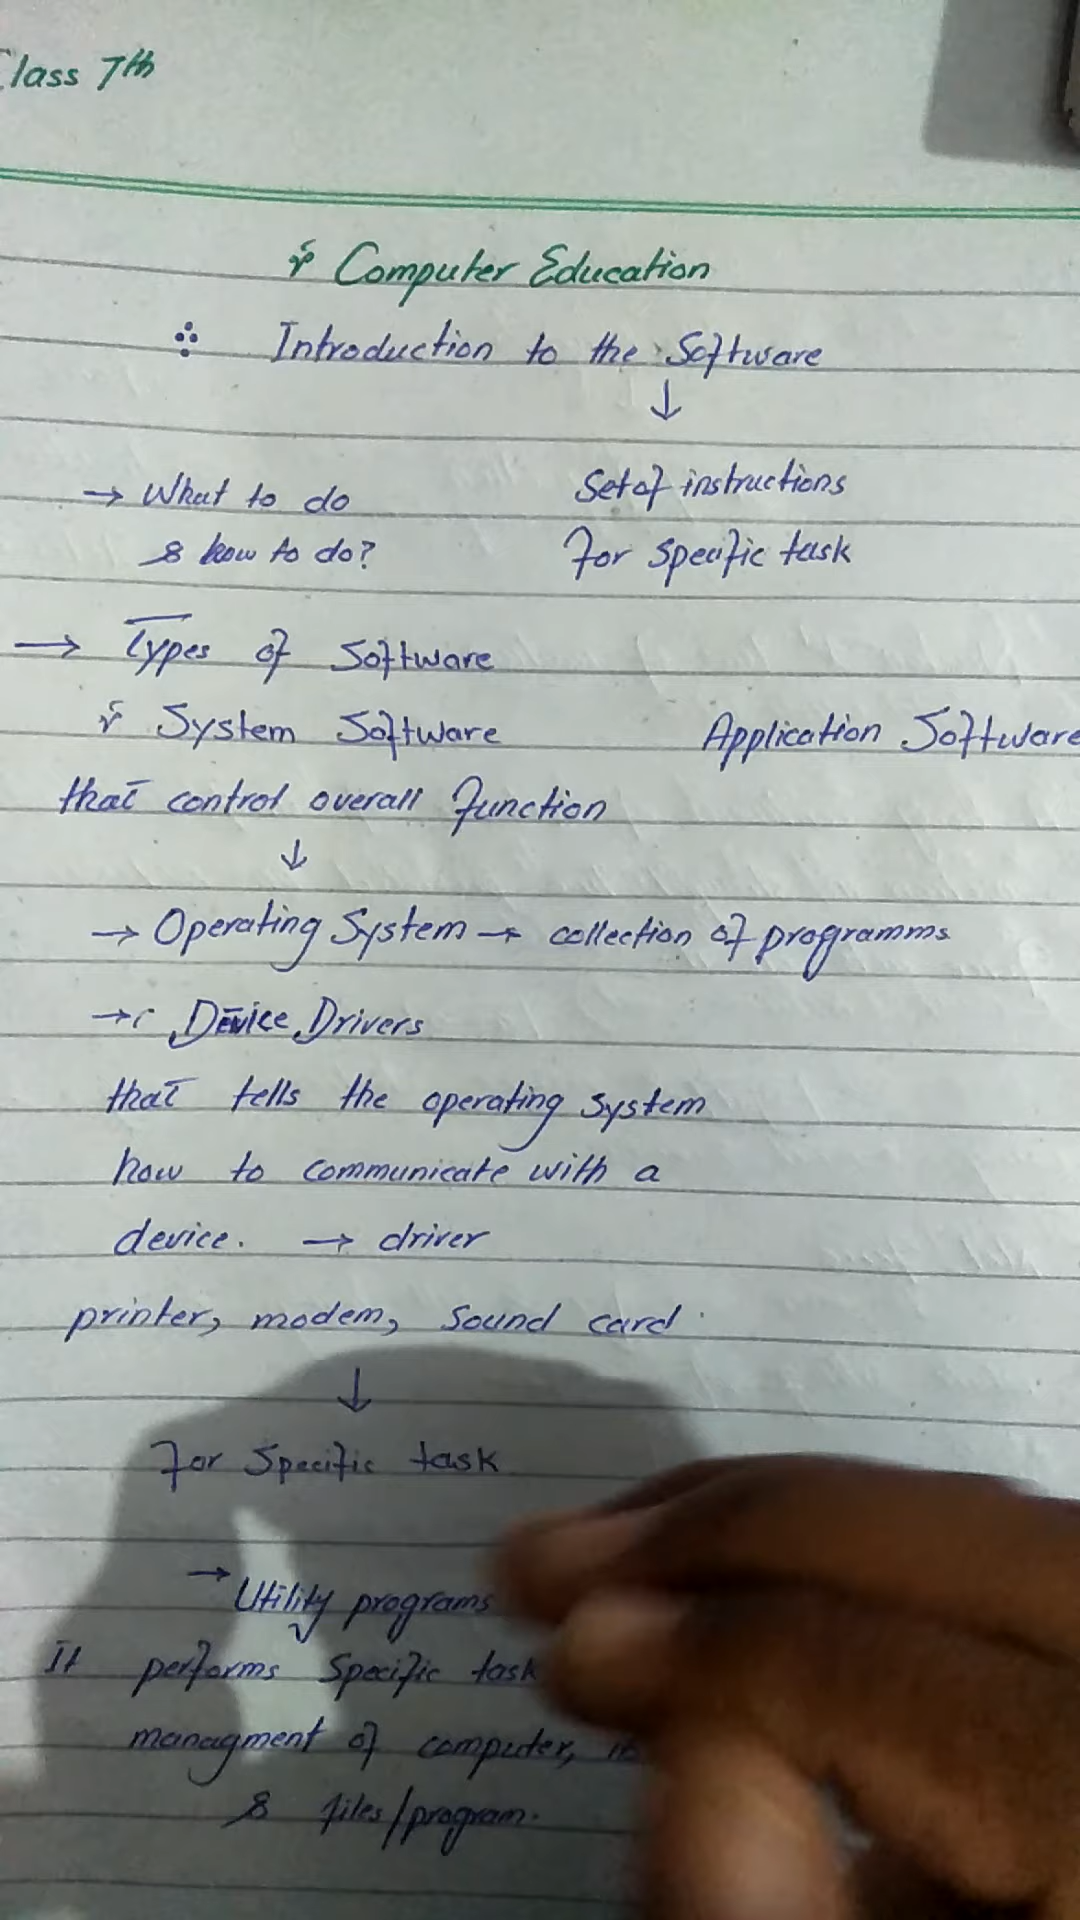 Class 7th
Computer Education
Introduction to the Software
↓
→ What to do
& how to do?
Set of instructions
For specific task
→ Types of Software
System Software
Application Software
that control overall function
↓
→ Operating System → collection of programms
→ Device Drivers
that tells the operating system
how to communicate with a
device. → driver
printer, modem, sound card.
↓
For specific task
→ Utility programs
It performs specific task
managment of computer,
& files/program.